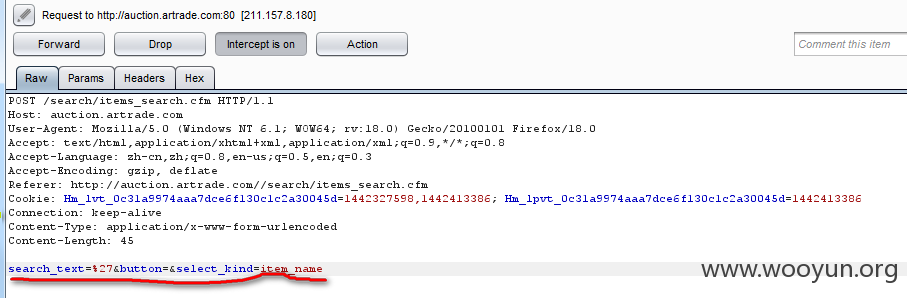 Request to http://auction.artrade.com:80 [211.157.8.180]
Forward Drop Intercept is on Action Comment this item
Raw Params Headers Hex
POST /search/items_search.cfm HTTP/1.1
Host: auction.artrade.com
User-Agent: Mozilla/5.0 (Windows NT 6.1; WOW64; rv:18.0) Gecko/20100101 Firefox/18.0
Accept: text/html,application/xhtml+xml,application/xml;q=0.9,*/*;q=0.8
Accept-Language: zh-cn,zh;q=0.8,en-us;q=0.5,en;q=0.3
Accept-Encoding: gzip, deflate
Referer: http://auction.artrade.com//search/items_search.cfm
Cookie: Hm_lvt_0c31a9974aaa7dce6f130c1c2a30045d=1442327598,1442413386; Hm_lpvt_0c31a9974aaa7dce6f130c1c2a30045d=1442413386
Connection: keep-alive
Content-Type: application/x-www-form-urlencoded
Content-Length: 45
search_text=%27&button=&select_kind=item_name
www.wooyun.org